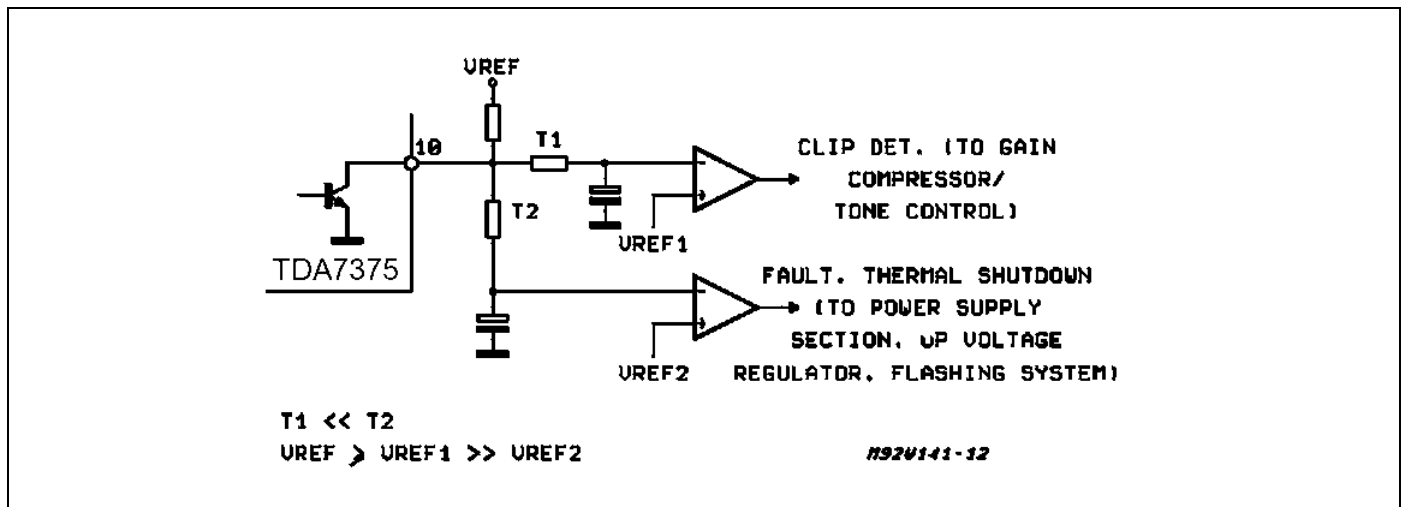 VREF
10
T1
T2
TDA7375
VREF1
CLIP DET. (TO GAIN
COMPRESSOR/
TONE CONTROL)
VREF2
FAULT. THERMAL SHUTDOWN
(TO POWER SUPPLY
SECTION. uP VOLTAGE
REGULATOR. FLASHING SYSTEM)
T1 << T2
VREF ≥ VREF1 >> VREF2
M92V141-12